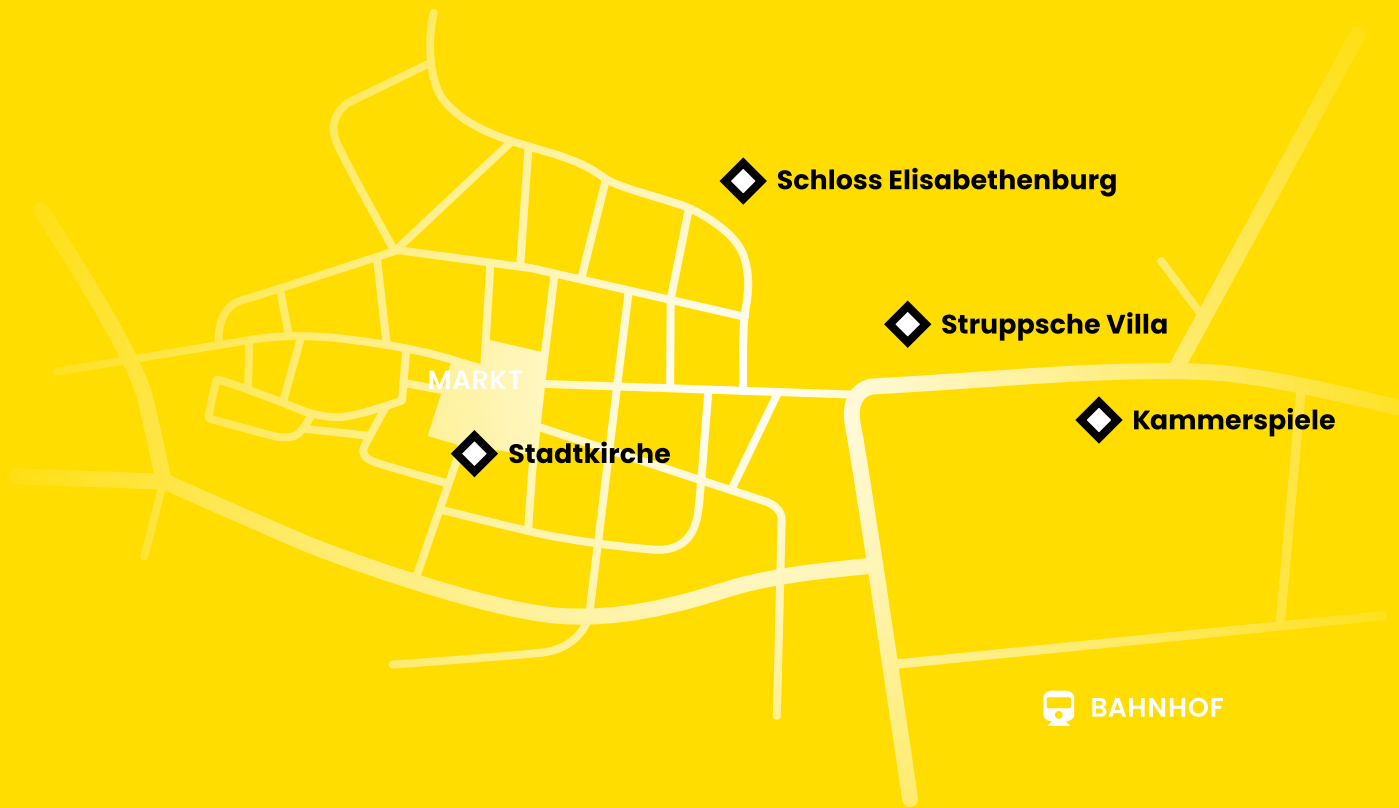 Schloss Elisabethenburg
Struppsche Villa
MARKT
Kammerspiele
Stadtkirche
BAHNHOF